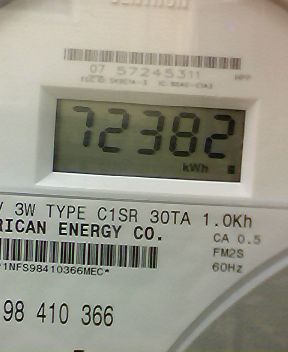 07 57245311
72382
kWh
V 3W TYPE C1SR 30TA 1.0Kh
RICAN ENERGY CO.
CA 0.5
FM2S
60Hz
1NFS98410366MEC*
98 410 366